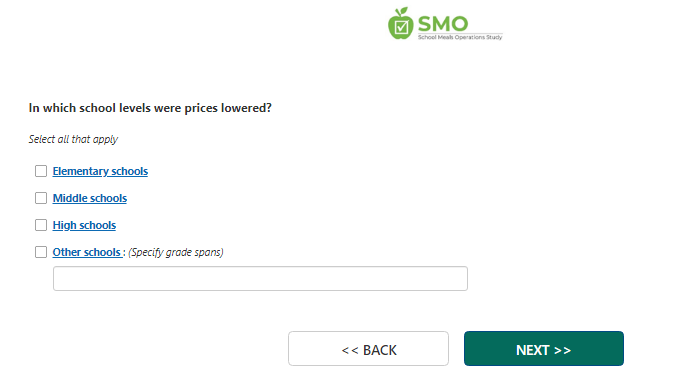 SMO
School Meals Operations Study
In which school levels were prices lowered?
Select all that apply
Elementary schools
Middle schools
High schools
Other schools : (Specify grade spans)
<< BACK
NEXT >>